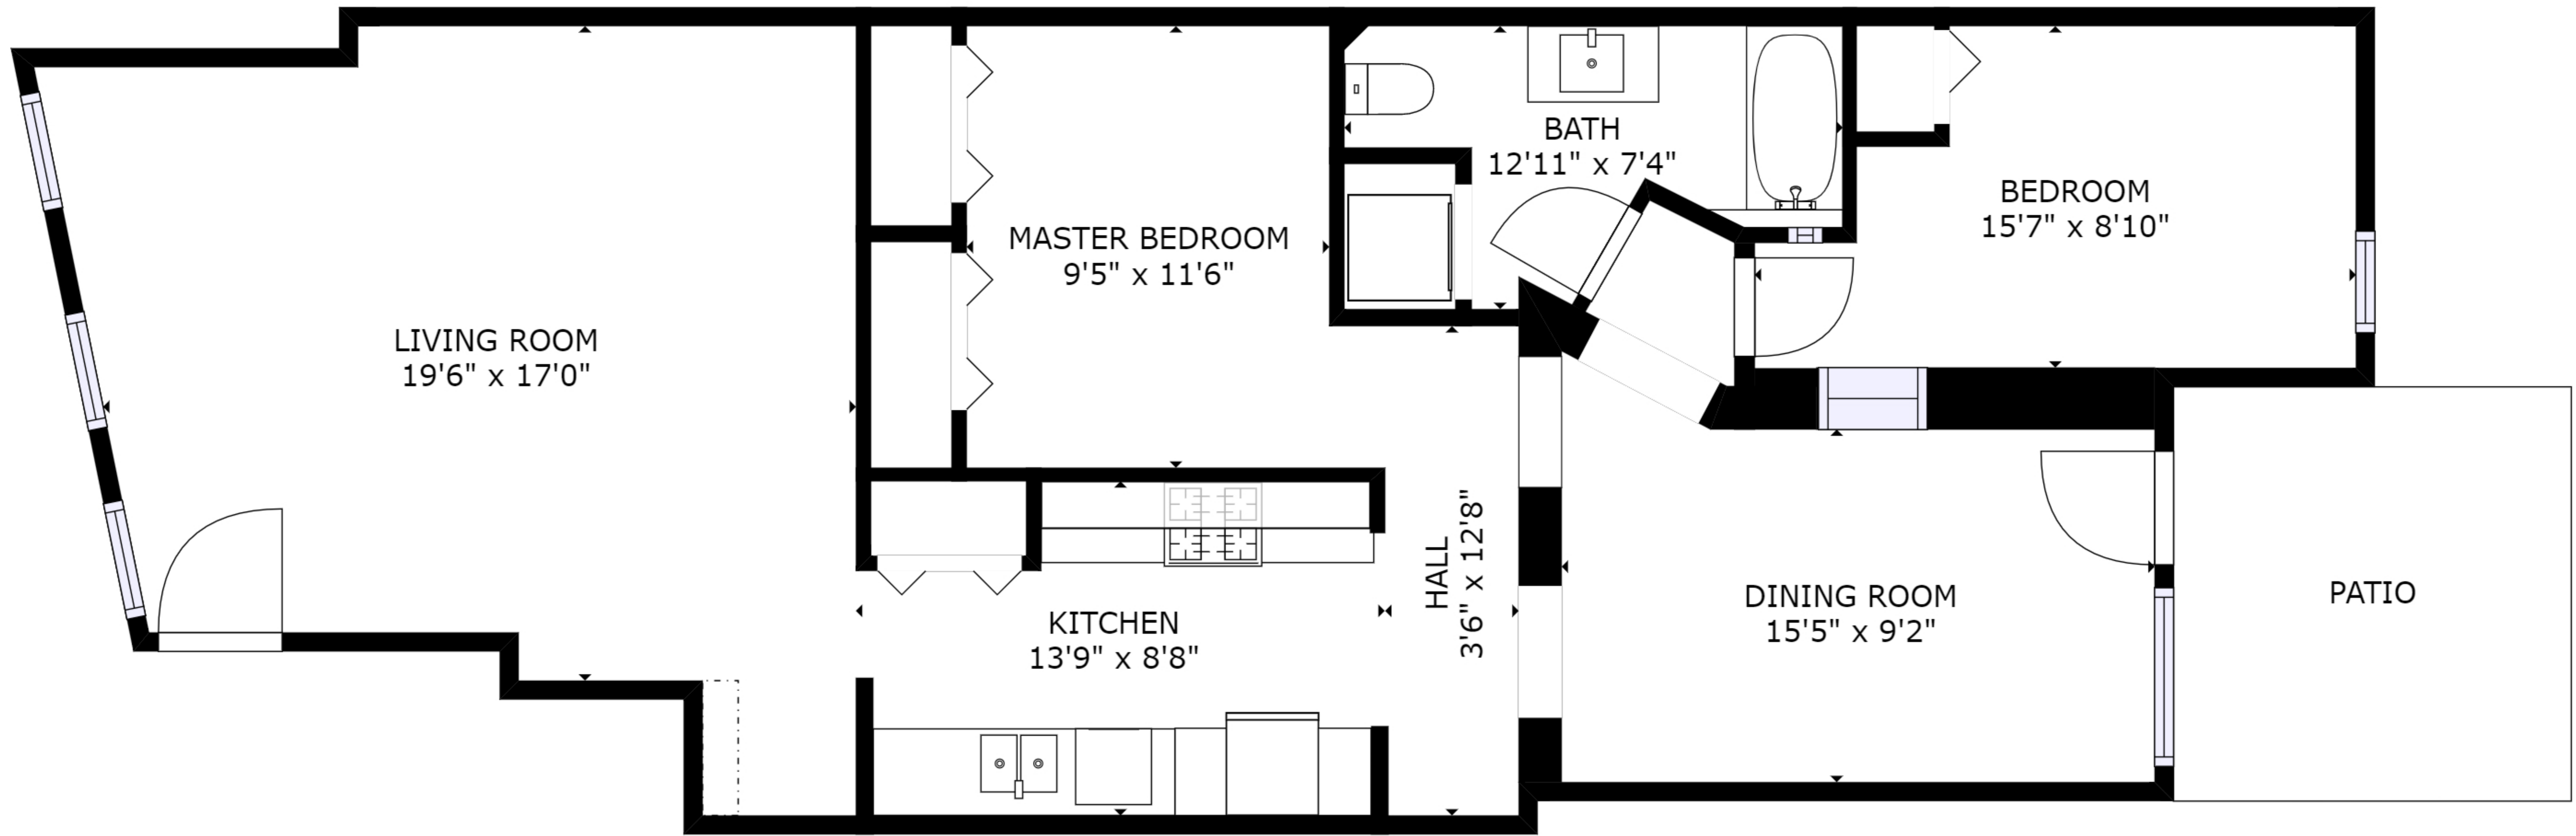 BATH
12'11" x 7'4"
BEDROOM
15'7" x 8'10"
MASTER BEDROOM
9'5" x 11'6"
LIVING ROOM
19'6" x 17'0"
HALL
3'6" x 12'8"
KITCHEN
13'9" x 8'8"
DINING ROOM
15'5" x 9'2"
PATIO